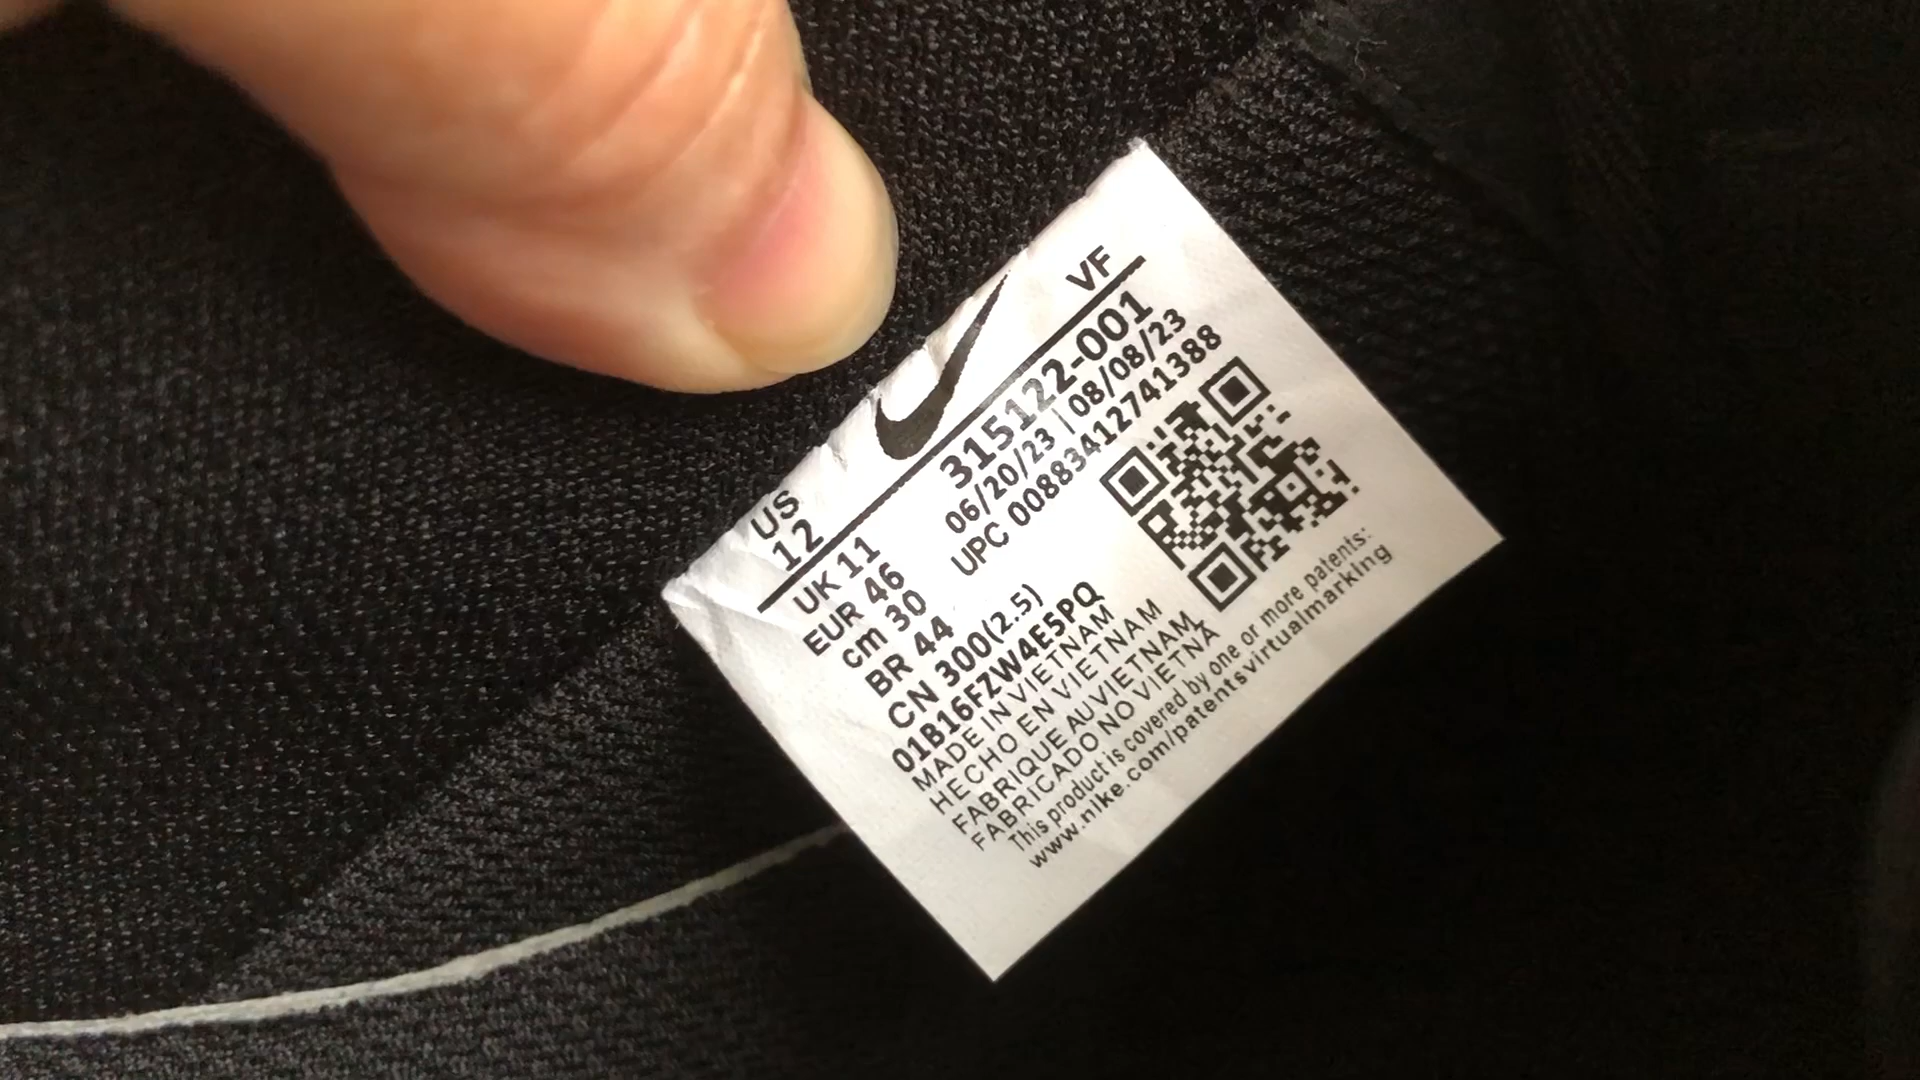 US VF
12
315122-001
06/20/23 | 08/08/23
UPC 00883412741388
UK 11
EUR 46
cm 30
BR 44
CN 300(2.5)
01B16FZW4E5PQ
MADE IN VIETNAM
HECHO EN VIETNAM
FABRIQUE AU VIETNAM
FABRICADO NO VIETNA
This product is covered by one or more patents:
www.nike.com/patentsvirtualmarking